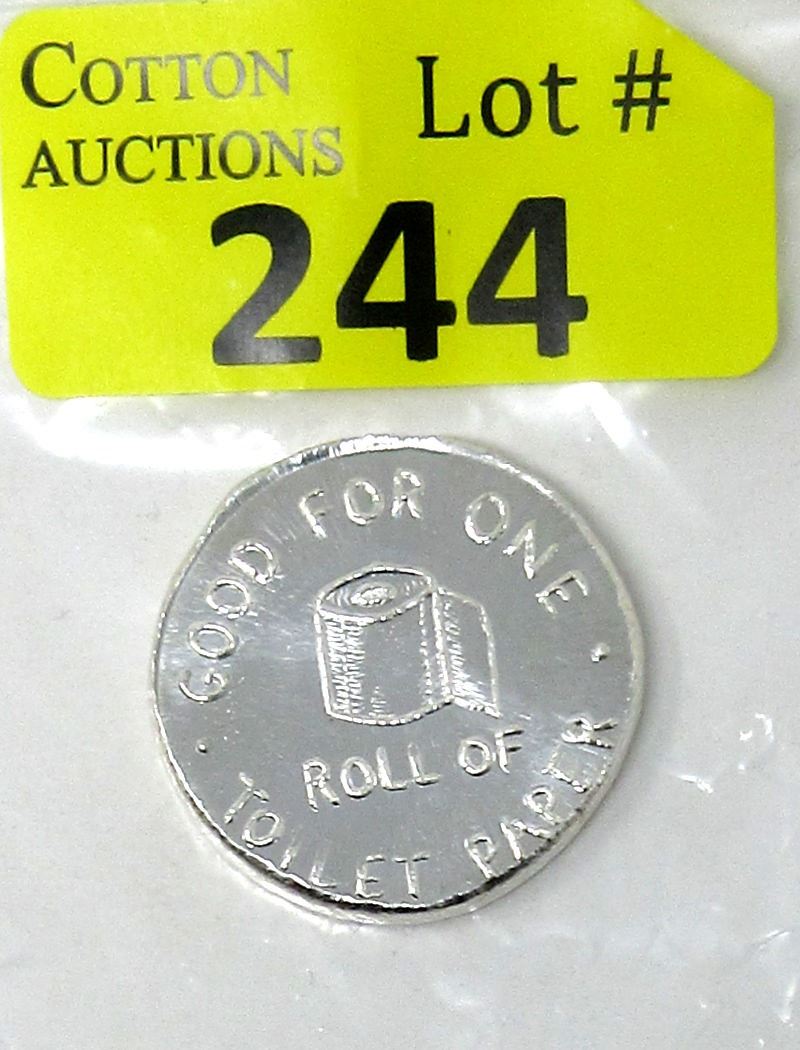 COTTON
AUCTIONS
Lot #
244
· GOOD FOR ONE ·
ROLL OF
TOILET PAPER